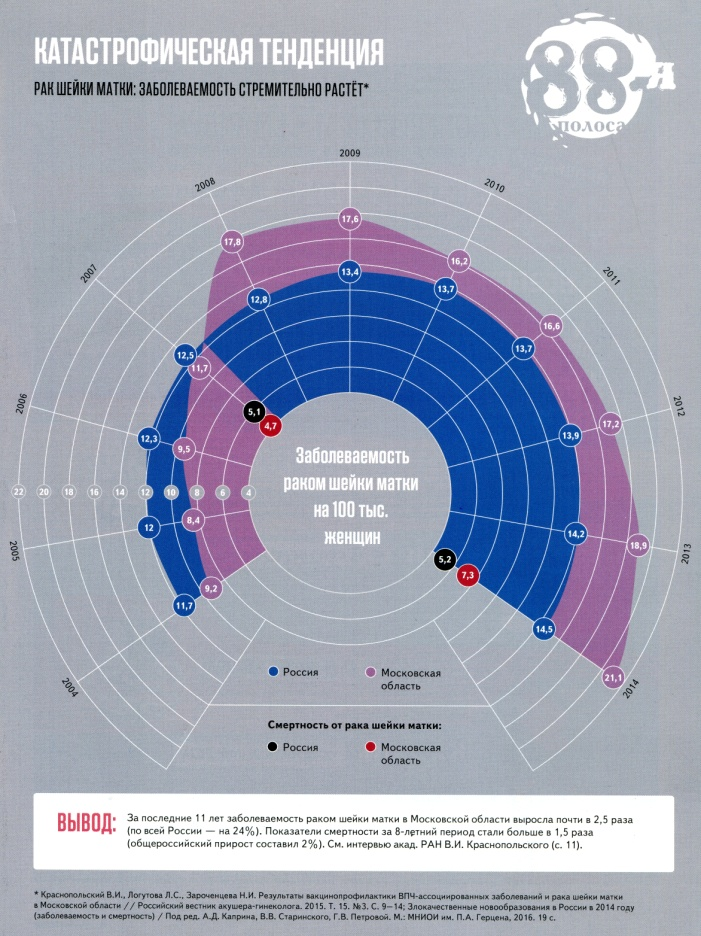 КАТАСТРОФИЧЕСКАЯ ТЕНДЕНЦИЯ
РАК ШЕЙКИ МАТКИ: ЗАБОЛЕВАЕМОСТЬ СТРЕМИТЕЛЬНО РАСТЁТ*
88-я
полоса
2009
2008
2010
2007
2011
2006
2012
2005
2013
2004
2014
17,8
17,6
16,2
16,6
17,2
18,9
21,1
12,8
13,4
13,7
13,7
13,9
14,2
14,5
12,5
11,7
12,3
9,5
12
8,4
11,7
9,2
5,1
4,7
5,2
7,3
22 20 18 16 14 12 10 8 6 4
Заболеваемость
раком шейки матки
на 100 тыс.
женщин
Россия
Московская
область
Смертность от рака шейки матки:
Россия
Московская
область
ВЫВОД:
За последние 11 лет заболеваемость раком шейки матки в Московской области выросла почти в 2,5 раза
(по всей России — на 24%). Показатели смертности за 8-летний период стали больше в 1,5 раза
(общероссийский прирост составил 2%). См. интервью акад. РАН В.И. Краснопольского (с. 11).
* Краснопольский В.И., Логутова Л.С., Зароченцева Н.И. Результаты вакцинопрофилактики ВПЧ-ассоциированных заболеваний и рака шейки матки
в Московской области // Российский вестник акушера-гинеколога. 2015. Т. 15. №3. С. 9—14; Злокачественные новообразования в России в 2014 году
(заболеваемость и смертность) / Под ред. А.Д. Каприна, В.В. Старинского, Г.В. Петровой. М.: МНИОИ им. П.А. Герцена, 2016. 19 с.